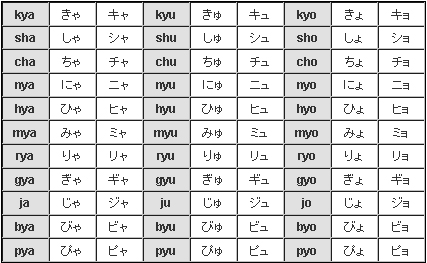 kya きゃ キャ kyu きゅ キュ kyo きょ キョ
sha しゃ シャ shu しゅ シュ sho しょ ショ
cha ちゃ チャ chu ちゅ チュ cho ちょ チョ
nya にゃ ニャ nyu にゅ ニュ nyo にょ ニョ
hya ひゃ ヒャ hyu ひゅ ヒュ hyo ひょ ヒョ
mya みゃ ミャ myu みゅ ミュ myo みょ ミョ
rya りゃ リャ ryu りゅ リュ ryo りょ リョ
gya ぎゃ ギャ gyu ぎゅ ギュ gyo ぎょ ギョ
ja じゃ ジャ ju じゅ ジュ jo じょ ジョ
bya びゃ ビャ byu びゅ ビュ byo びょ ビョ
pya ぴゃ ピャ pyu ぴゅ ピュ pyo ぴょ ピョ